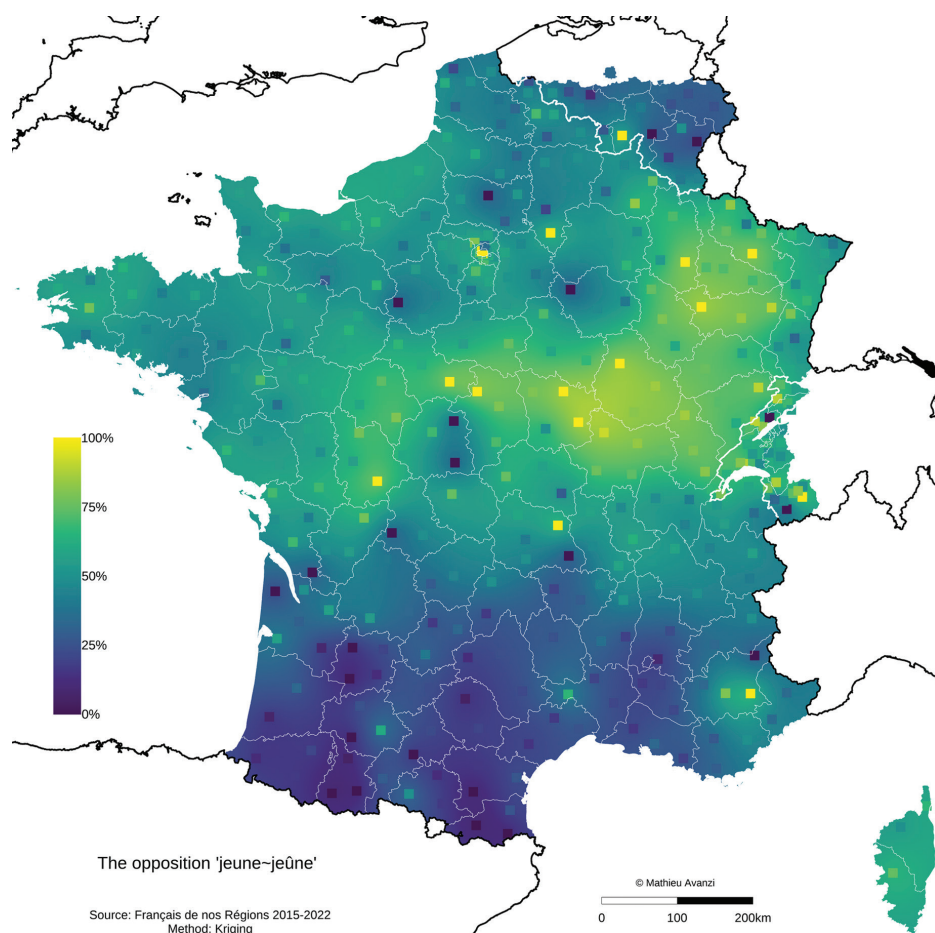 100%
75%
50%
25%
0%
The opposition 'jeune~jeûne'
© Mathieu Avanzi
0 100 200km
Source: Français de nos Régions 2015-2022
Method: Kriging